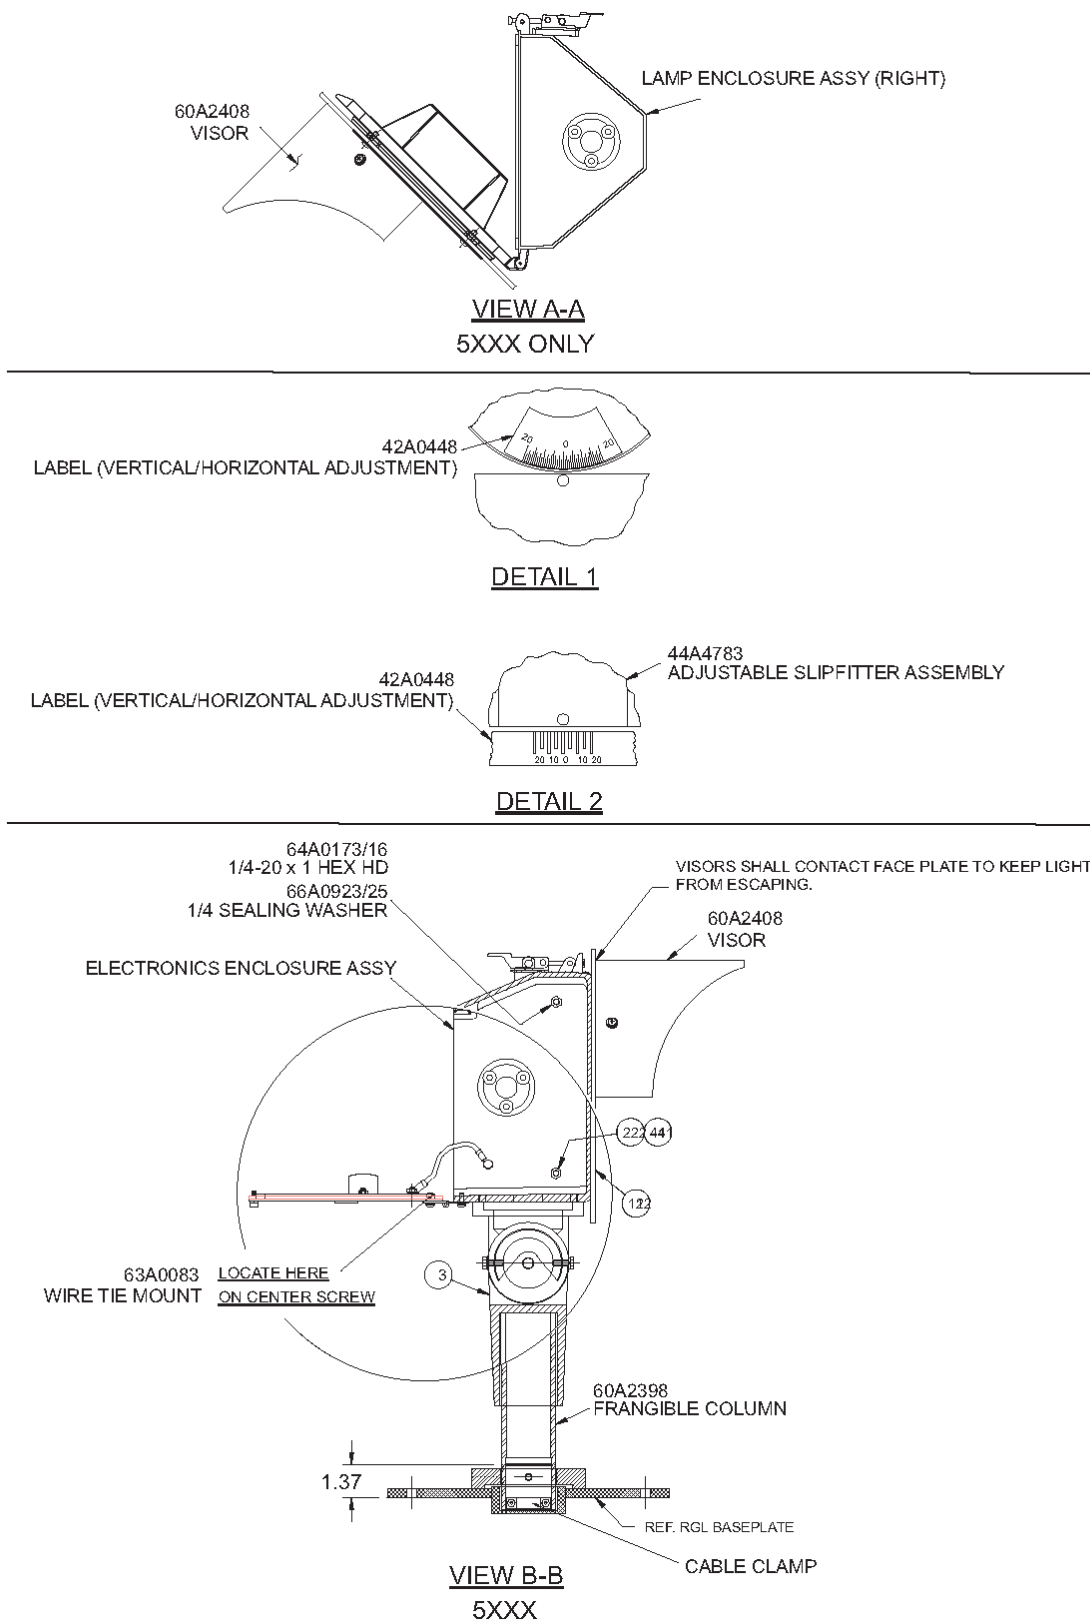 LAMP ENCLOSURE ASSY (RIGHT)
60A2408
VISOR
VIEW A-A
5XXX ONLY
20 0 20
42A0448
LABEL (VERTICAL/HORIZONTAL ADJUSTMENT)
DETAIL 1
44A4783
ADJUSTABLE SLIPFITTER ASSEMBLY
42A0448
LABEL (VERTICAL/HORIZONTAL ADJUSTMENT)
20 10 0 10 20
DETAIL 2
64A0173/16
1/4-20 x 1 HEX HD
66A0923/25
1/4 SEALING WASHER
VISORS SHALL CONTACT FACE PLATE TO KEEP LIGHT
FROM ESCAPING.
60A2408
VISOR
ELECTRONICS ENCLOSURE ASSY
3
63A0083
WIRE TIE MOUNT
LOCATE HERE
ON CENTER SCREW
60A2398
FRANGIBLE COLUMN
1.37
REF. RGL BASEPLATE
CABLE CLAMP
VIEW B-B
5XXX